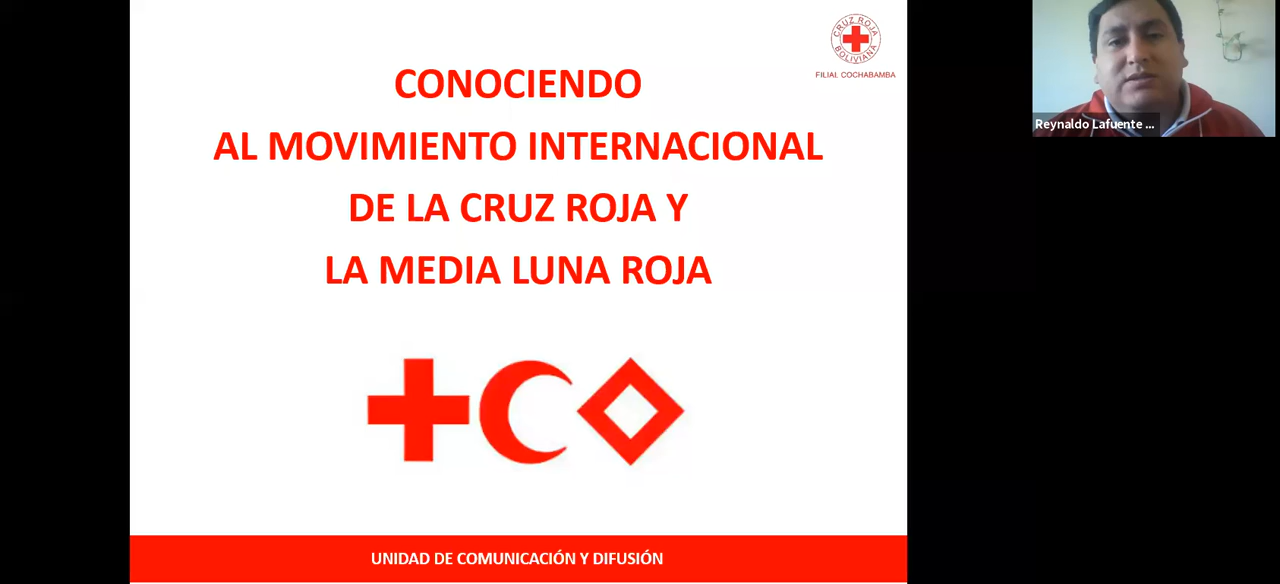 CONOCIENDO
AL MOVIMIENTO INTERNACIONAL
DE LA CRUZ ROJA Y
LA MEDIA LUNA ROJA
CRUZ ROJA
BOLIVIANA
FILIAL COCHABAMBA
Reynaldo Lafuente ...
UNIDAD DE COMUNICACIÓN Y DIFUSIÓN